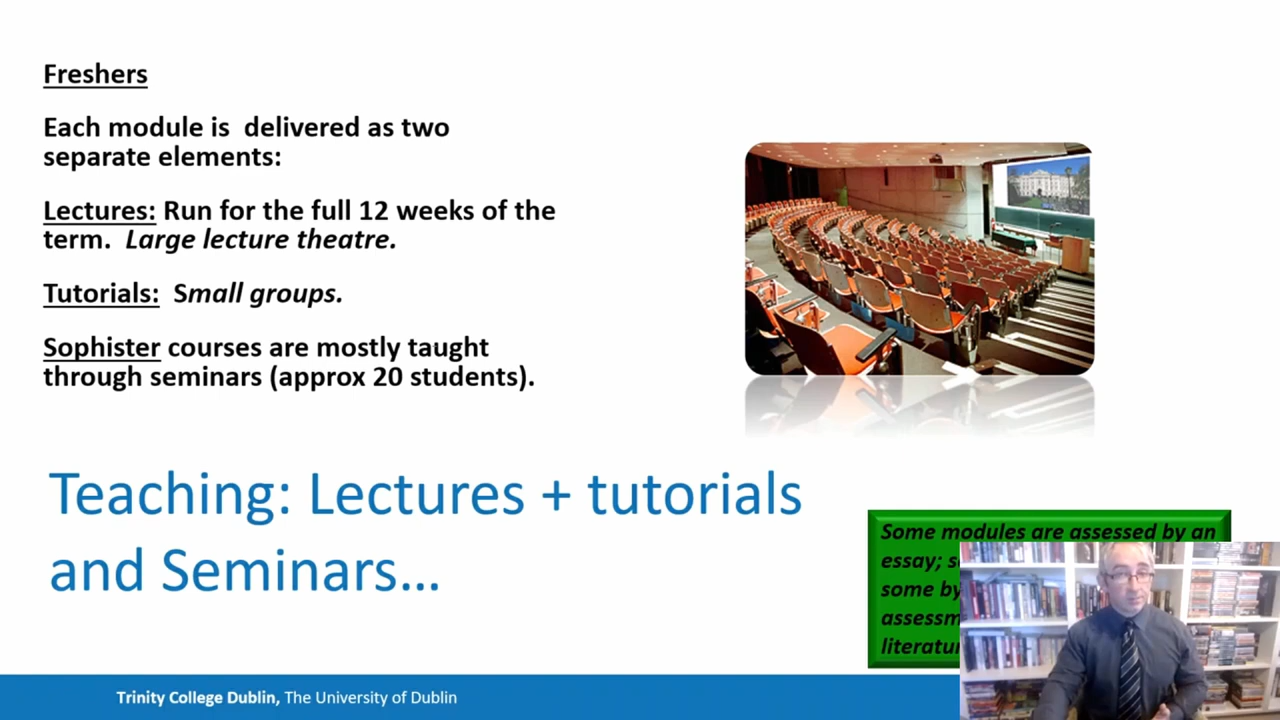 Freshers
Each module is  delivered as two
separate elements:
Lectures: Run for the full 12 weeks of the
term.  Large lecture theatre.
Tutorials:  Small groups.
Sophister courses are mostly taught
through seminars (approx 20 students).
Teaching: Lectures + tutorials
and Seminars...
Some modules are assessed by an
essay;
some by
Trinity College Dublin, The University of Dublin